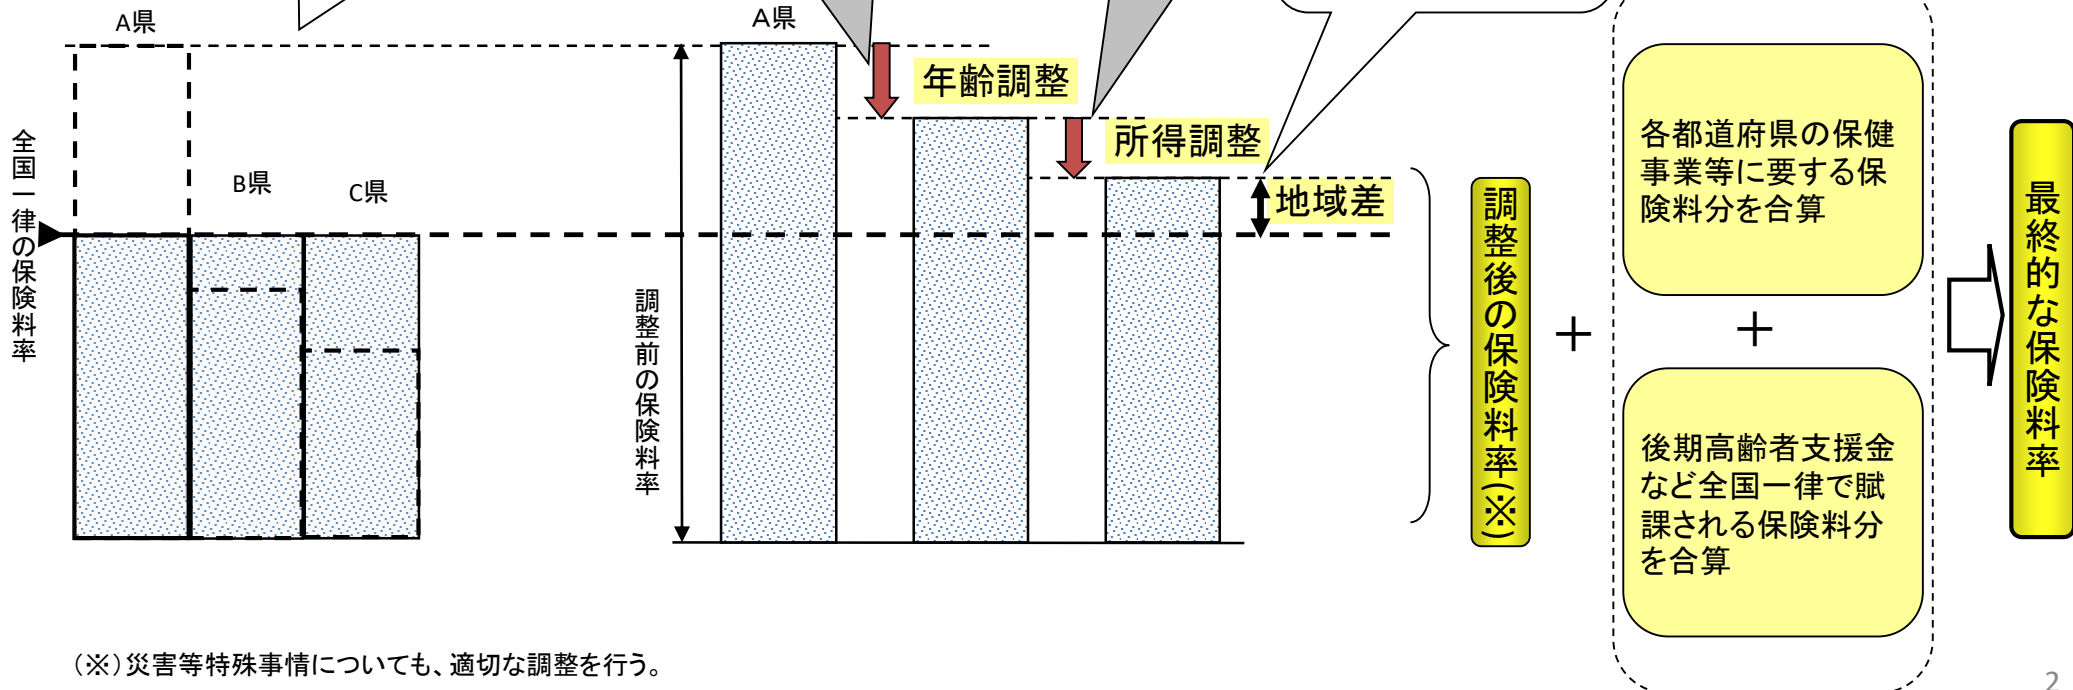 A県
全国一律の保険料率
B県
C県
A県
調整前の保険料率
年齢調整
所得調整
地域差
調整後の保険料率(※)
+
各都道府県の保健
事業等に要する保
険料分を合算
+
後期高齢者支援金
など全国一律で賦
課される保険料分
を合算
最終的な保険料率
(※)災害等特殊事情についても、適切な調整を行う。
2